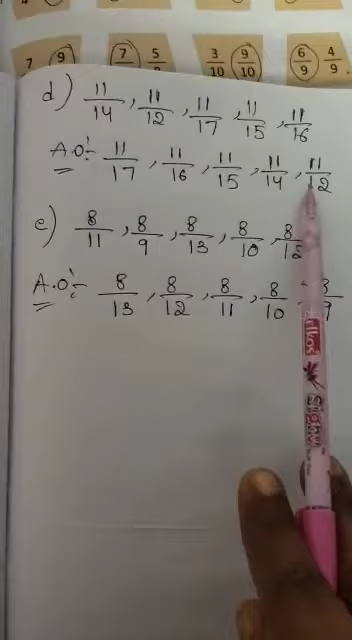 7 9 7 5 3/10 9/10 6/9 4/9
d) 11/14, 11/12, 11/17, 11/15, 11/16
A.O:- 11/17, 11/16, 11/15, 11/14, 11/12
e) 8/11, 8/9, 8/13, 8/10, 8/12
A.O:- 8/13, 8/12, 8/11, 8/10, 8/9